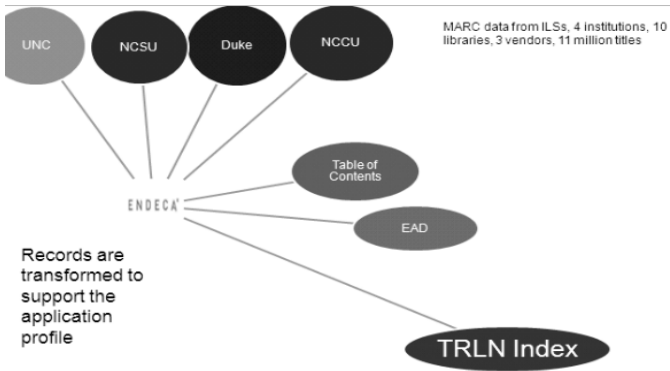 UNC
NCSU
Duke
NCCU
MARC data from ILSs, 4 institutions, 10
libraries, 3 vendors, 11 million titles
Table of
Contents
ENDECA
EAD
Records are
transformed to
support the
application
profile
TRLN Index